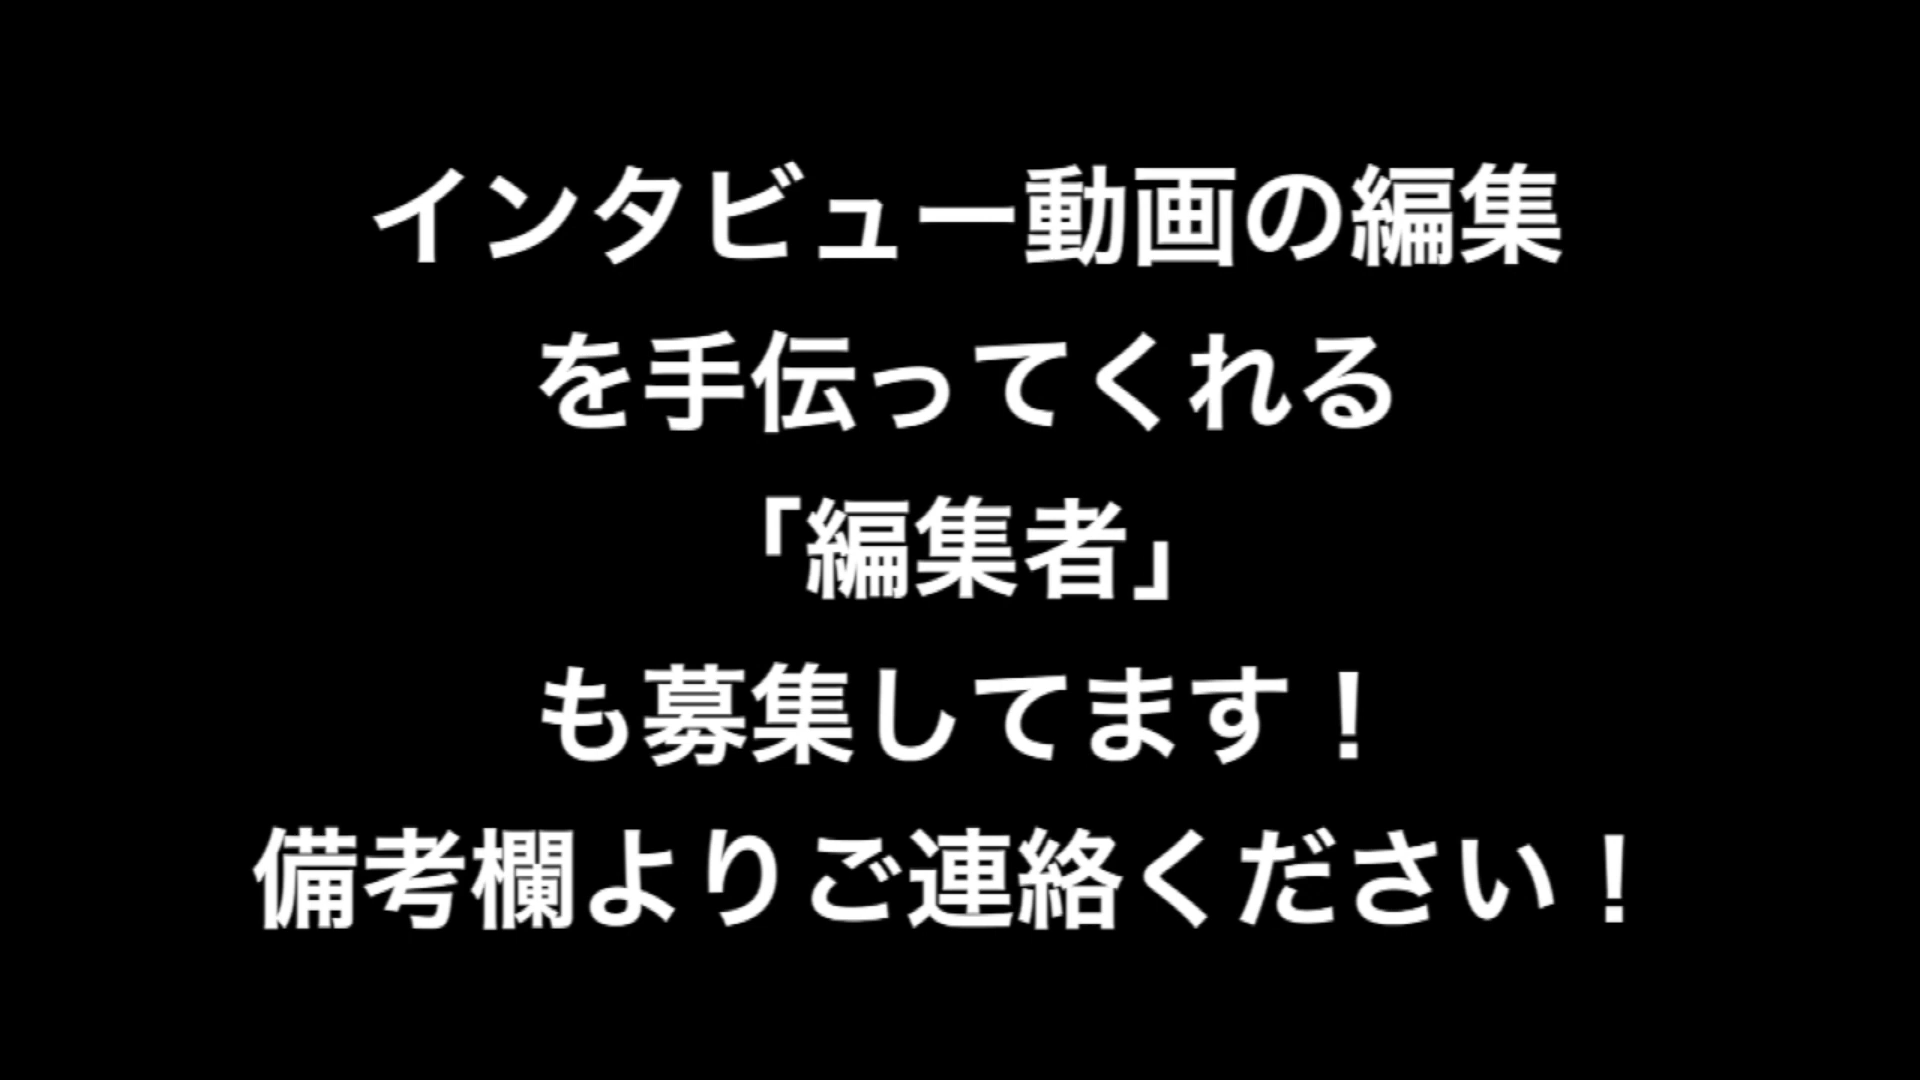 インタビュー動画の編集
を手伝ってくれる
「編集者」
も募集してます！
備考欄よりご連絡ください！